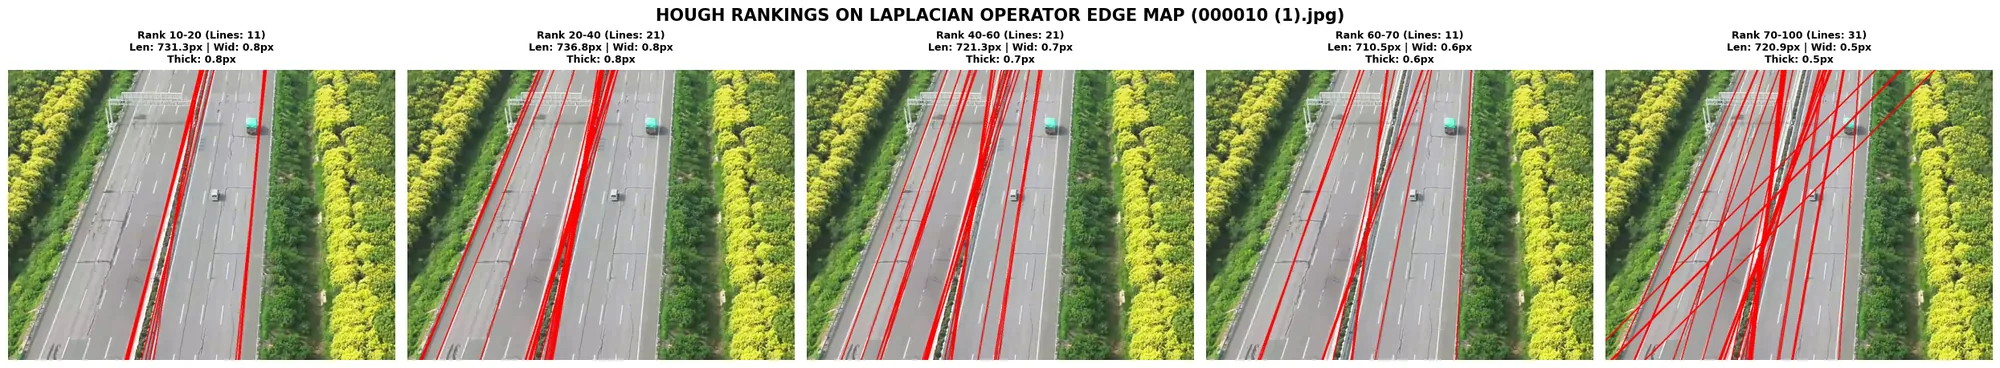 HOUGH RANKINGS ON LAPLACIAN OPERATOR EDGE MAP (000010 (1).jpg)
Rank 10-20 (Lines: 11)
Len: 731.3px | Wid: 0.8px
Thick: 0.8px
Rank 20-40 (Lines: 21)
Len: 736.8px | Wid: 0.8px
Thick: 0.8px
Rank 40-60 (Lines: 21)
Len: 721.3px | Wid: 0.7px
Thick: 0.7px
Rank 60-70 (Lines: 11)
Len: 710.5px | Wid: 0.6px
Thick: 0.6px
Rank 70-100 (Lines: 31)
Len: 720.9px | Wid: 0.5px
Thick: 0.5px